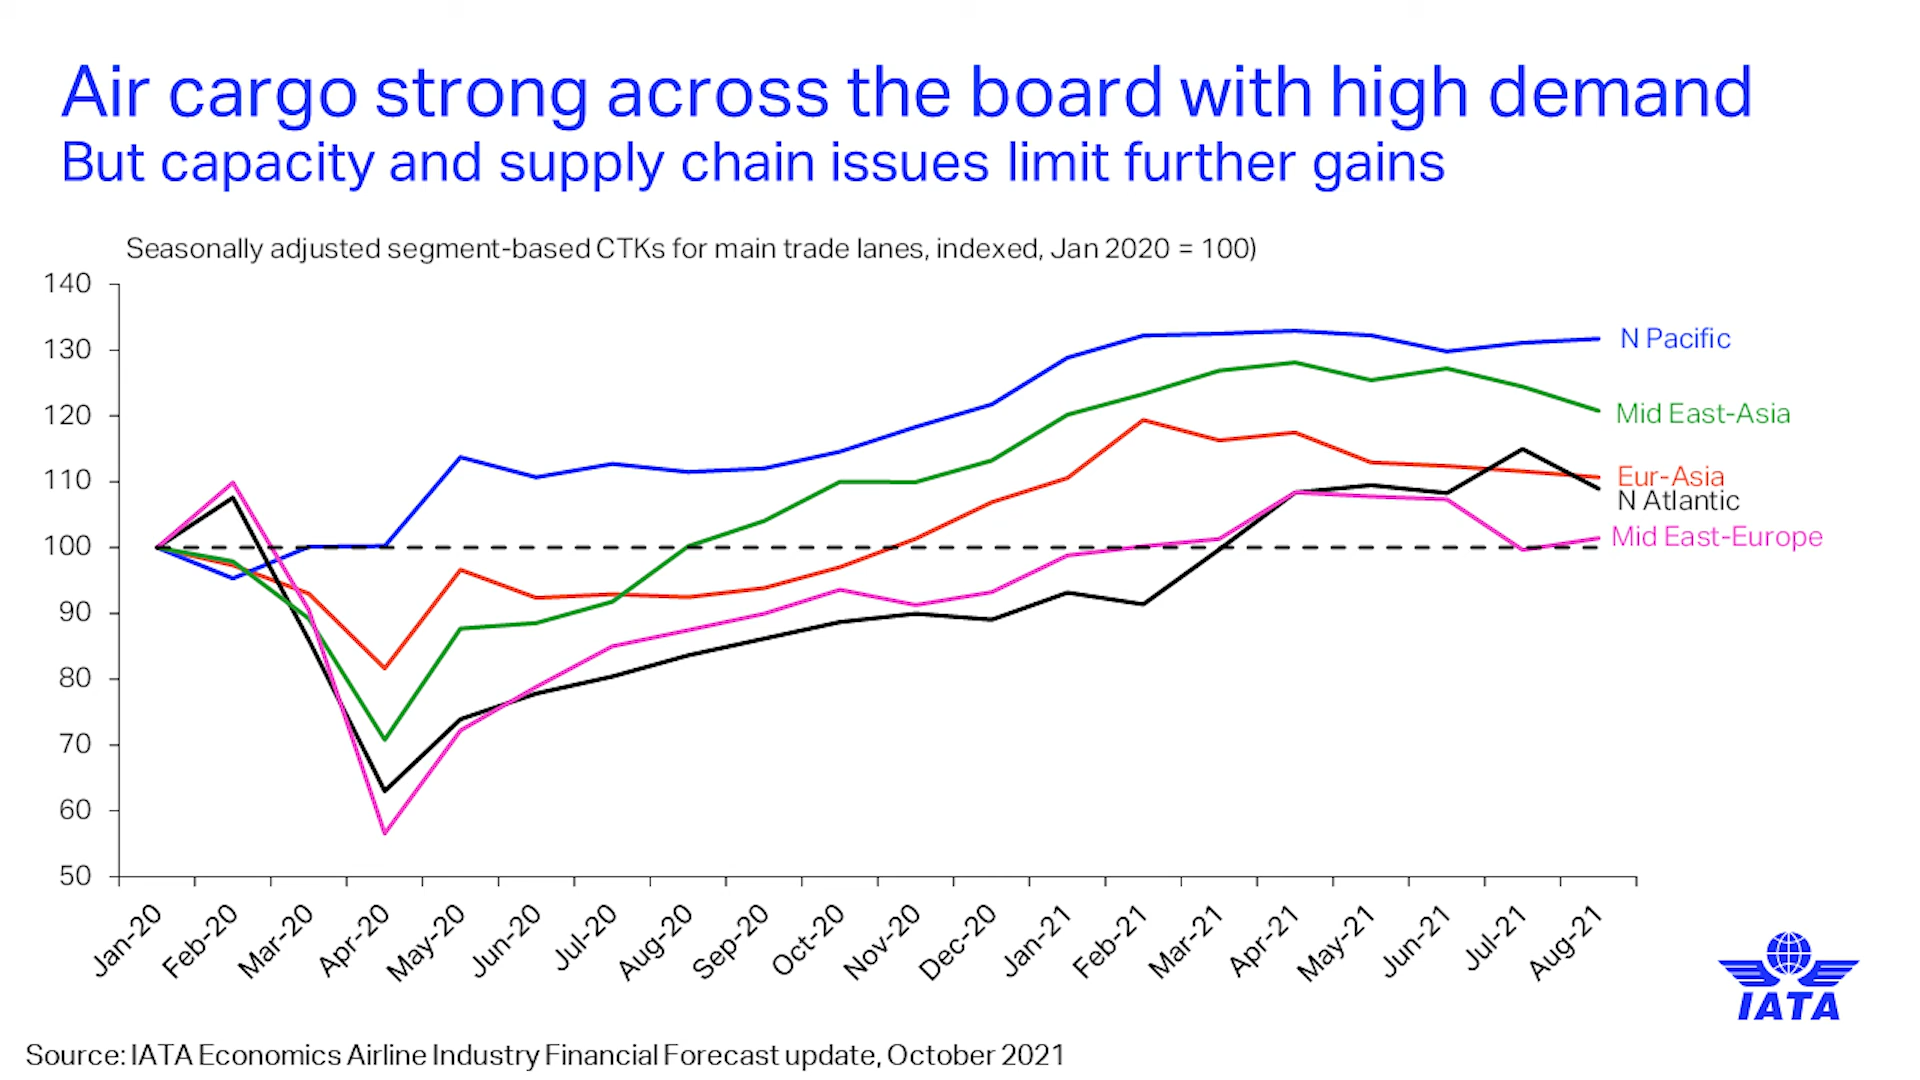 Air cargo strong across the board with high demand
But capacity and supply chain issues limit further gains
Seasonally adjusted segment-based CTKs for main trade lanes, indexed, Jan 2020 = 100)
140
130
120
110
100
90
80
70
60
50
N Pacific
Mid East-Asia
Eur-Asia
N Atlantic
Mid East-Europe
Jan-20
Feb-20
Mar-20
Apr-20
May-20
Jun-20
Jul-20
Aug-20
Sep-20
Oct-20
Nov-20
Dec-20
Jan-21
Feb-21
Mar-21
Apr-21
May-21
Jun-21
Jul-21
Aug-21
IATA
Source: IATA Economics Airline Industry Financial Forecast update, October 2021